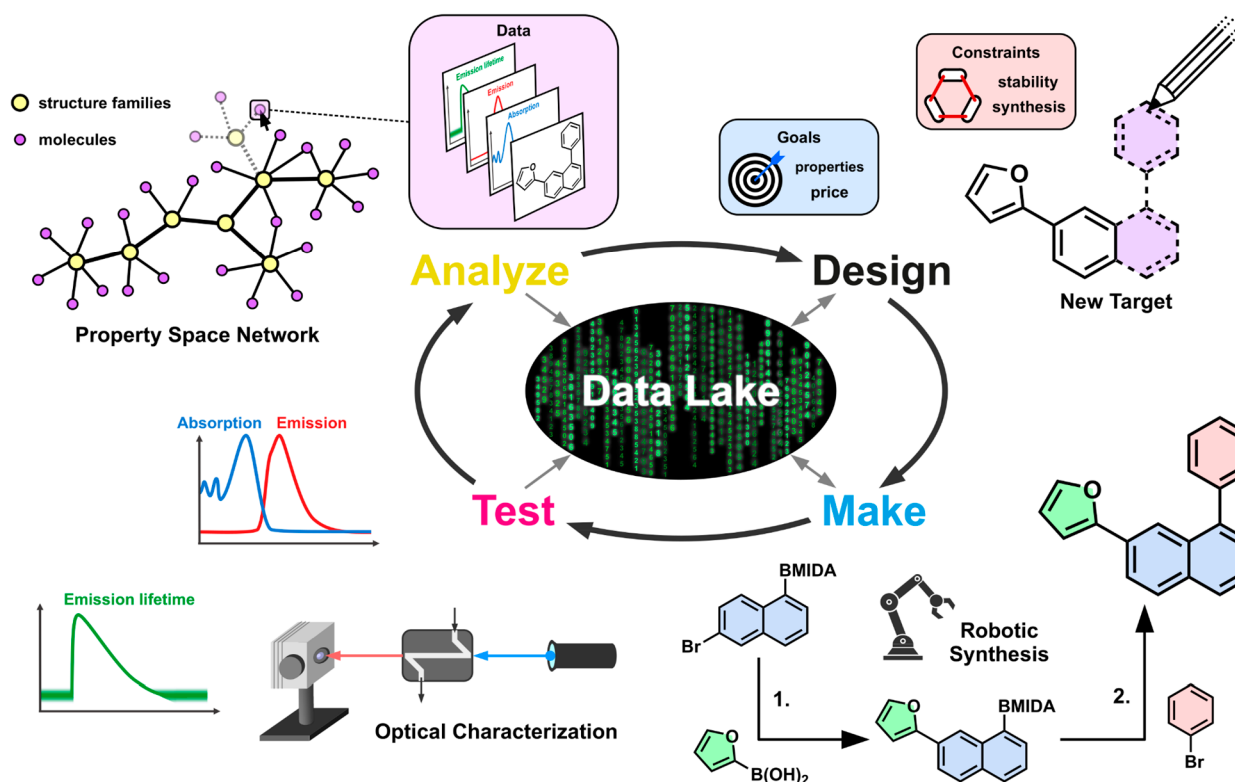 Data
Emission lifetime
Emission
Absorption
O
structure families
molecules
Property Space Network
Goals
properties
price
Constraints
stability
synthesis
O
New Target
Analyze
Design
Data Lake
Test
Make
Absorption
Emission
Emission lifetime
Optical Characterization
BMIDA
Br
Robotic
Synthesis
1.
O
B(OH)2
O
BMIDA
2.
Br
O